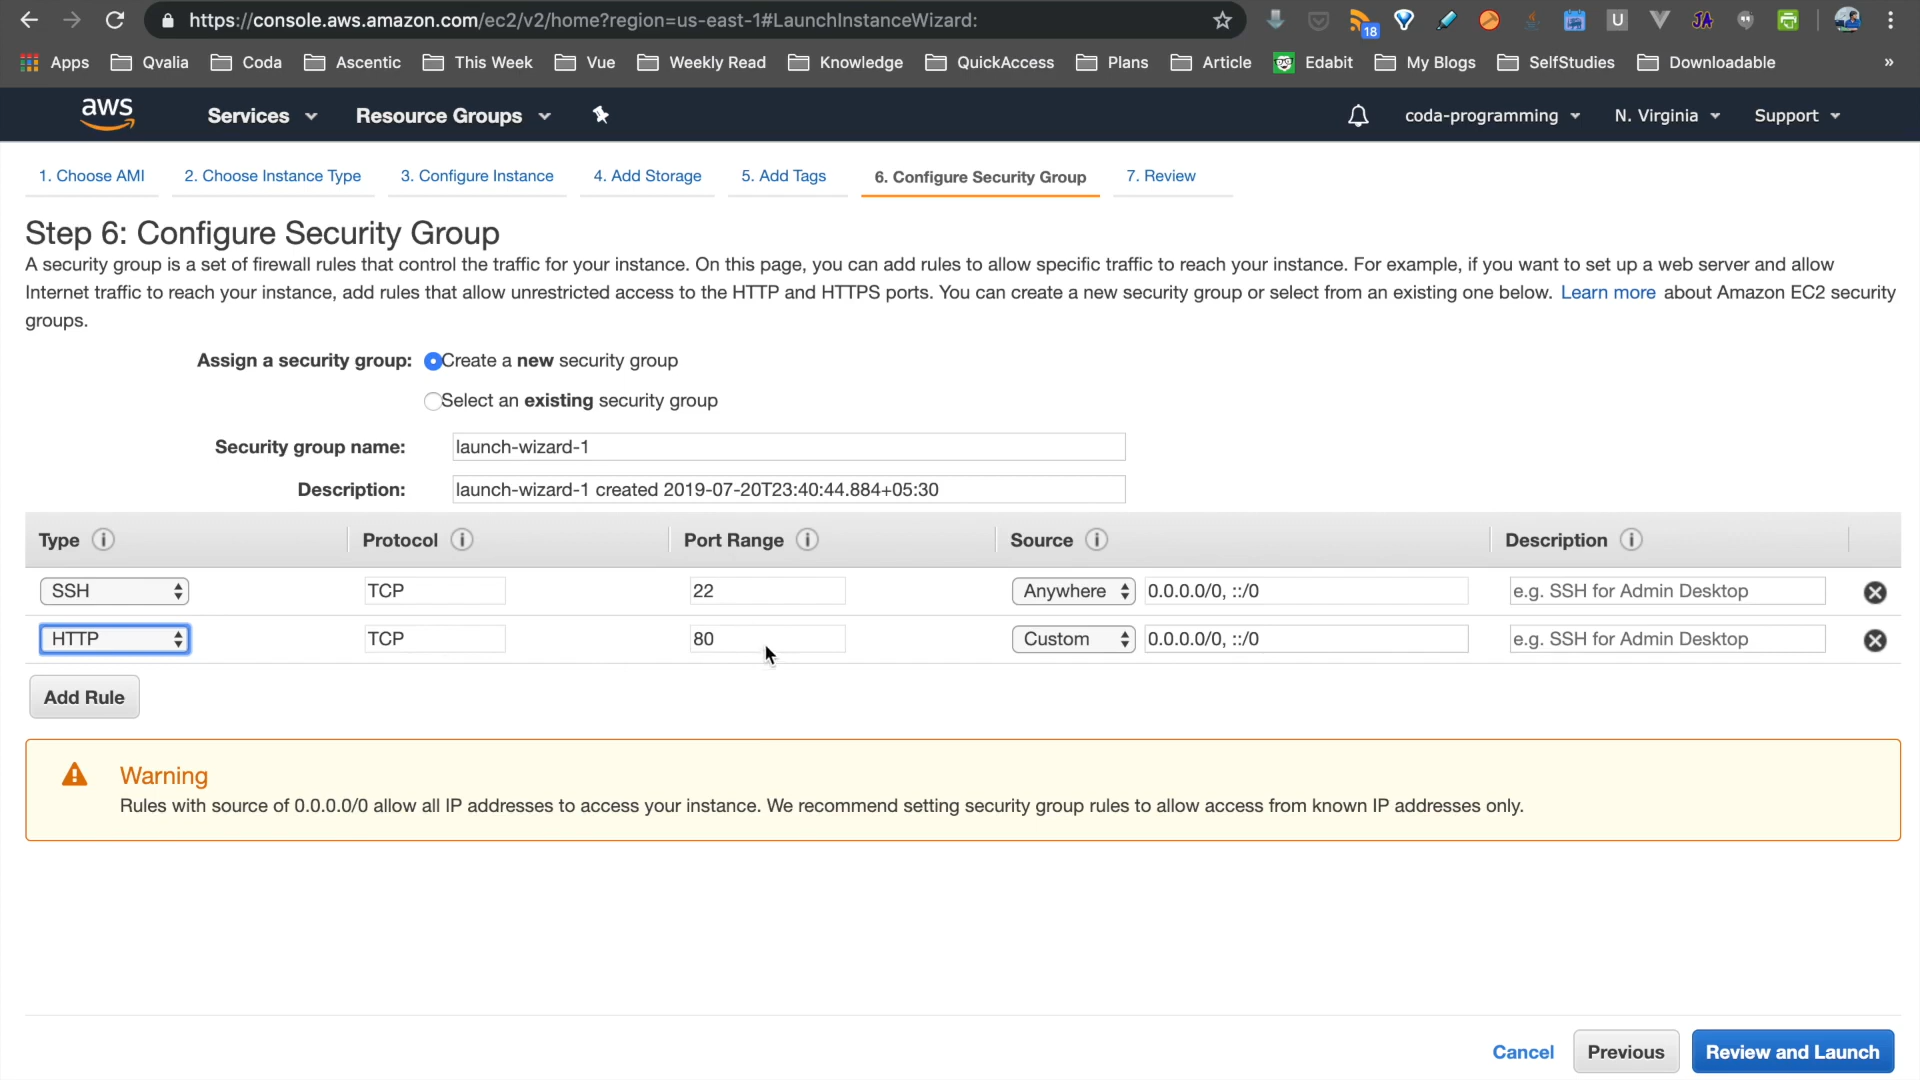 https://console.aws.amazon.com/ec2/v2/home?region=us-east-1#LaunchInstanceWizard:
18
U
JA
Apps Qvalia Coda Ascentic This Week Vue Weekly Read Knowledge QuickAccess Plans Article Edabit My Blogs SelfStudies Downloadable »
aws Services Resource Groups coda-programming N. Virginia Support
1. Choose AMI 2. Choose Instance Type 3. Configure Instance 4. Add Storage 5. Add Tags 6. Configure Security Group 7. Review
Step 6: Configure Security Group
A security group is a set of firewall rules that control the traffic for your instance. On this page, you can add rules to allow specific traffic to reach your instance. For example, if you want to set up a web server and allow
Internet traffic to reach your instance, add rules that allow unrestricted access to the HTTP and HTTPS ports. You can create a new security group or select from an existing one below. Learn more about Amazon EC2 security
groups.
Assign a security group: Create a new security group
Select an existing security group
Security group name: launch-wizard-1
Description: launch-wizard-1 created 2019-07-20T23:40:44.884+05:30
Type i Protocol i Port Range i Source i Description i
SSH TCP 22 Anywhere 0.0.0.0/0, ::/0 e.g. SSH for Admin Desktop
HTTP TCP 80 Custom 0.0.0.0/0, ::/0 e.g. SSH for Admin Desktop
Add Rule
Warning
Rules with source of 0.0.0.0/0 allow all IP addresses to access your instance. We recommend setting security group rules to allow access from known IP addresses only.
Cancel Previous Review and Launch